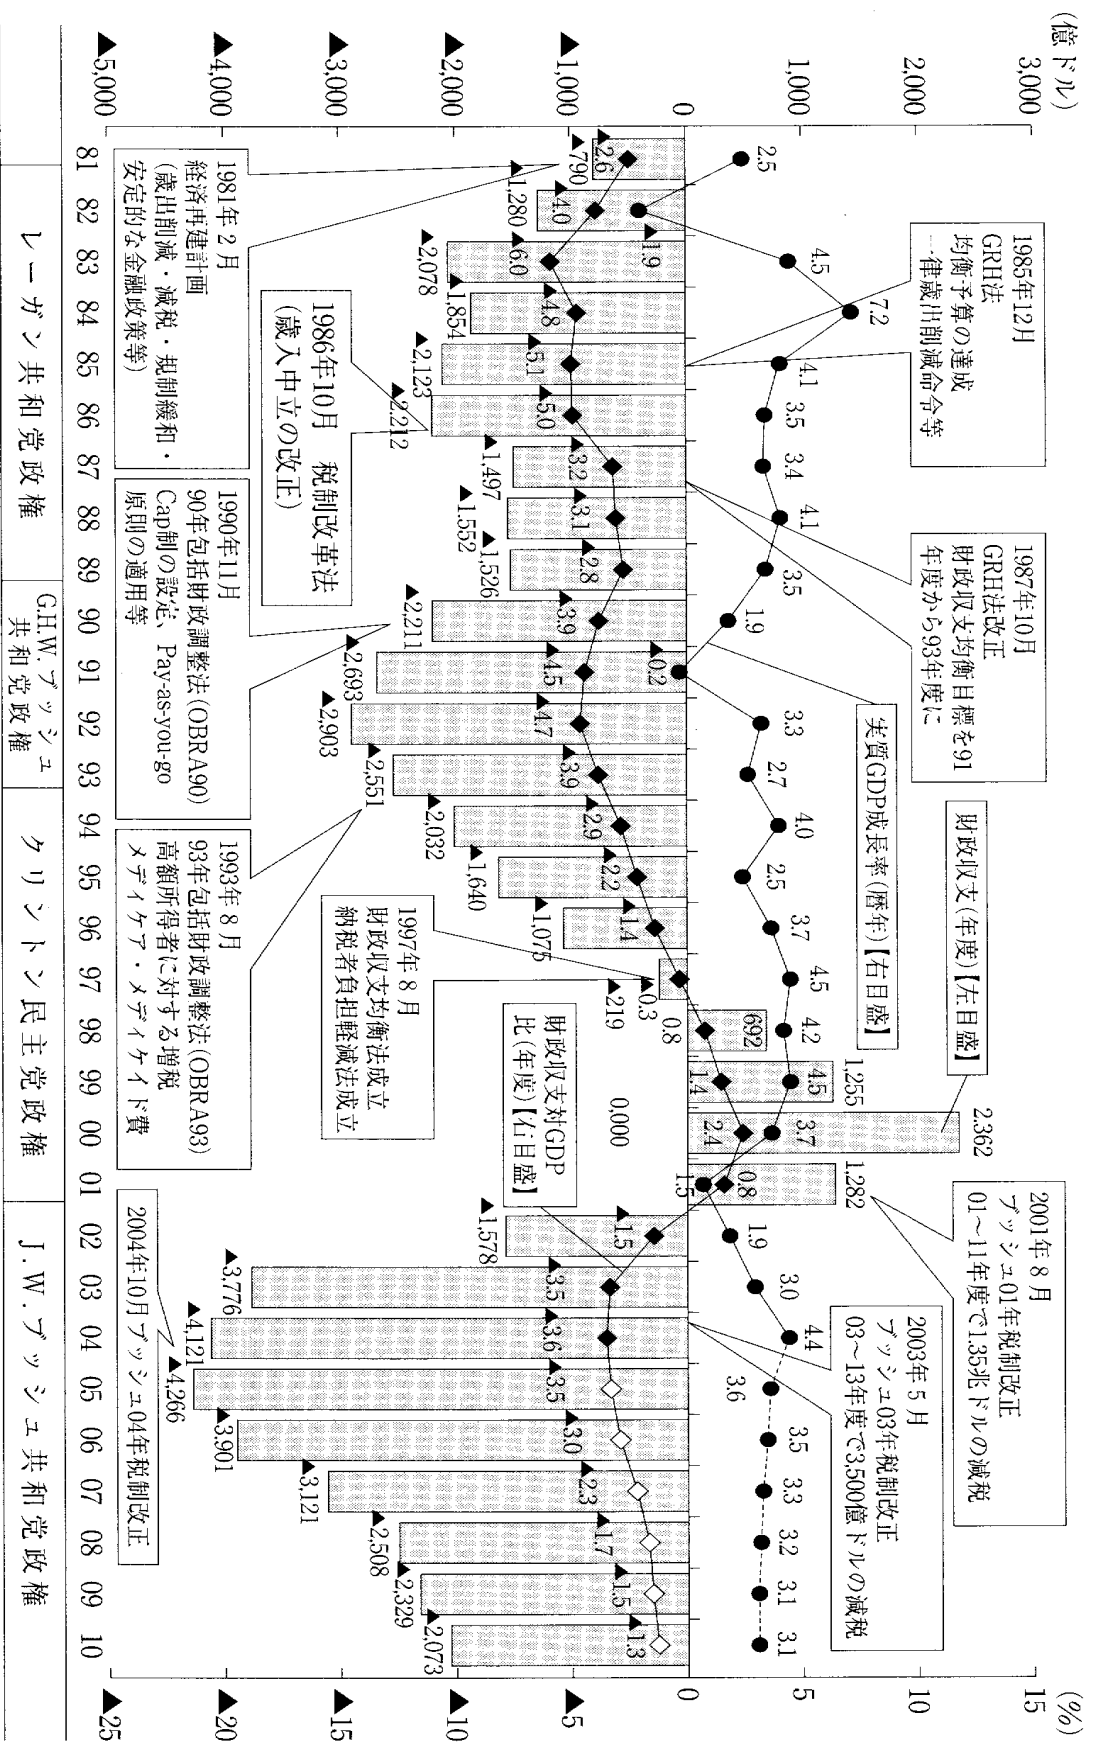 (億ドル)
3,000
2,000
1,000
0
▲1,000
▲2,000
▲3,000
▲4,000
▲5,000
(%)
15
10
5
0
▲5
▲10
▲15
▲20
▲25
1985年12月
GRH法
均衡予算の達成
一律歳出削減命令等
1987年10月
GRH法改正
財政収支均衡目標を91
年度から93年度に
実質GDP成長率(暦年)【右目盛】
財政収支(年度)【左目盛】
2001年8月
ブッシュ01年税制改正
01〜11年度で1.35兆ドルの減税
2003年5月
ブッシュ03年税制改正
03〜13年度で3,500億ドルの減税
2.5
▲1.9
4.5
7.2
4.1
3.5
3.4
4.1
3.5
1.9
▲0.2
3.3
2.7
4.0
2.5
3.7
4.5
4.2
4.5
3.7
0.8
1.9
3.0
4.4
3.6
3.5
3.3
3.2
3.1
3.1
692
1,255
2.362
1.282
▲2.6
▲4.0
▲6.0
▲4.8
▲5.1
▲5.0
▲3.2
▲3.1
▲2.8
▲3.9
▲4.5
▲4.7
▲3.9
▲2.9
▲2.2
▲1.4
▲0.3
0.8
1.4
2.4
1.5
▲1.5
▲3.5
▲3.6
▲3.5
▲3.0
▲2.3
▲1.7
▲1.5
▲1.3
▲790
▲1,280
▲2,078
▲1,854
▲2,123
▲2.212
▲1,497
▲1.552
▲1,526
▲2,211
▲2,693
▲2,903
▲2,551
▲2,032
▲1,640
▲1,075
▲219
0,000
▲1,578
▲3.776
▲4,121
▲4,266
▲3.901
▲3,121
▲2,508
▲2,329
▲2,073
1981年2月
経済再建計画
(歳出削減・減税・規制緩和・
安定的な金融政策等)
1986年10月 税制改革法
(歳入中立の改正)
1990年11月
90年包括財政調整法(OBRA90)
Cap制の設定、Pay-as-you-go
原則の適用等
1993年8月
93年包括財政調整法(OBRA93)
高額所得者に対する増税
メディケア・メディケイド費
1997年8月
財政収支均衡法成立
納税者負担軽減法成立
財政収支対GDP
比(年度)【右目盛】
2004年10月ブッシュ04年税制改正
81 82 83 84 85 86 87 88 89 90 91 92 93 94 95 96 97 98 99 00 01 02 03 04 05 06 07 08 09 10
レーガン共和党政権
G.H.W.ブッシュ
共和党政権
クリントン民主党政権
J.W.ブッシュ共和党政権